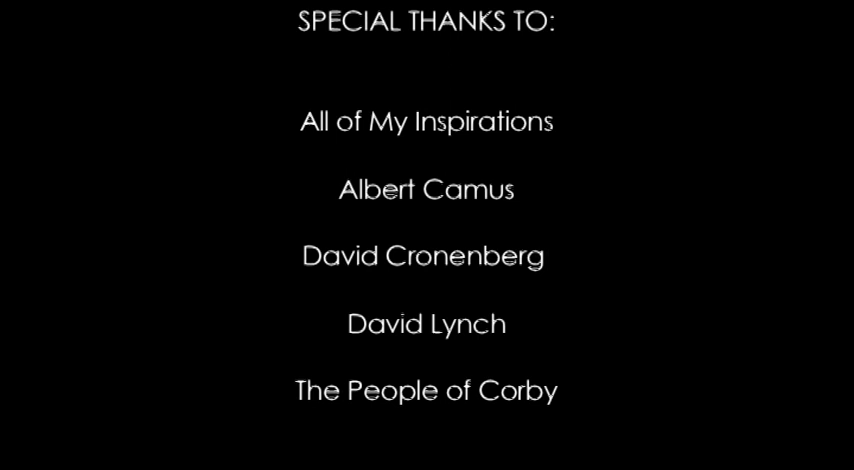 SPECIAL THANKS TO:
All of My Inspirations
Albert Camus
David Cronenberg
David Lynch
The People of Corby